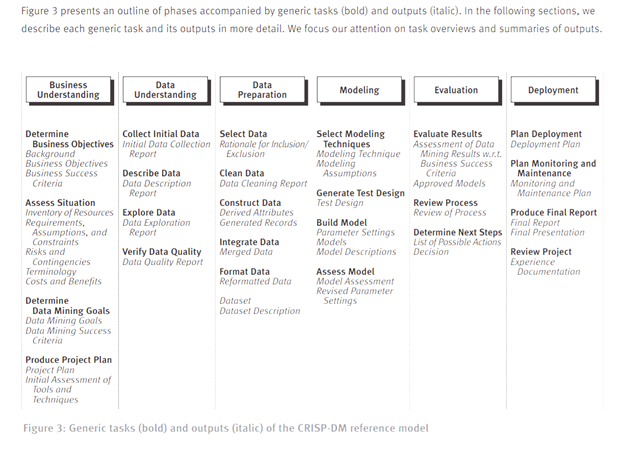 Figure 3 presents an outline of phases accompanied by generic tasks (bold) and outputs (italic). In the following sections, we
describe each generic task and its outputs in more detail. We focus our attention on task overviews and summaries of outputs.
Business
Understanding
Data
Understanding
Data
Preparation
Modeling
Evaluation
Deployment
Determine
Business Objectives
Background
Business Objectives
Business Success
Criteria
Assess Situation
Inventory of Resources
Requirements,
Assumptions, and
Constraints
Risks and
Contingencies
Terminology
Costs and Benefits
Determine
Data Mining Goals
Data Mining Goals
Data Mining Success
Criteria
Produce Project Plan
Project Plan
Initial Assessment of
Tools and
Techniques
Collect Initial Data
Initial Data Collection
Report
Describe Data
Data Description
Report
Explore Data
Data Exploration
Report
Verify Data Quality
Data Quality Report
Select Data
Rationale for Inclusion/
Exclusion
Clean Data
Data Cleaning Report
Construct Data
Derived Attributes
Generated Records
Integrate Data
Merged Data
Format Data
Reformatted Data
Dataset
Dataset Description
Select Modeling
Techniques
Modeling Technique
Modeling
Assumptions
Generate Test Design
Test Design
Build Model
Parameter Settings
Models
Model Descriptions
Assess Model
Model Assessment
Revised Parameter
Settings
Evaluate Results
Assessment of Data
Mining Results w.r.t.
Business Success
Criteria
Approved Models
Review Process
Review of Process
Determine Next Steps
List of Possible Actions
Decision
Plan Deployment
Deployment Plan
Plan Monitoring and
Maintenance
Monitoring and
Maintenance Plan
Produce Final Report
Final Report
Final Presentation
Review Project
Experience
Documentation
Figure 3: Generic tasks (bold) and outputs (italic) of the CRISP-DM reference model